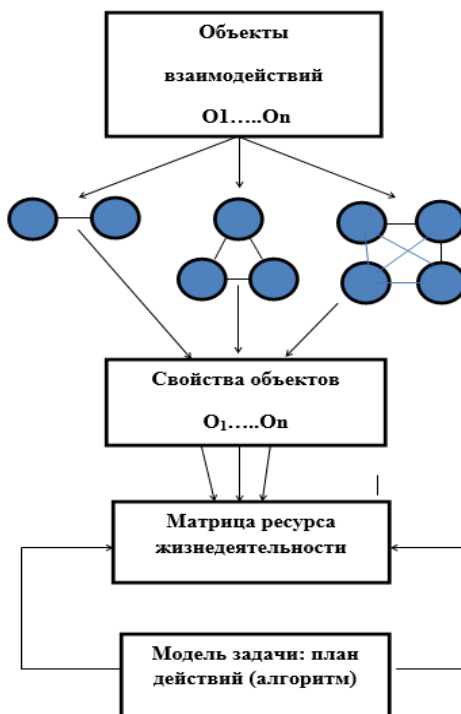 Объекты
взаимодействий
O1…..On
Свойства объектов
O₁…..On
Матрица ресурса
жизнедеятельности
Модель задачи: план
действий (алгоритм)